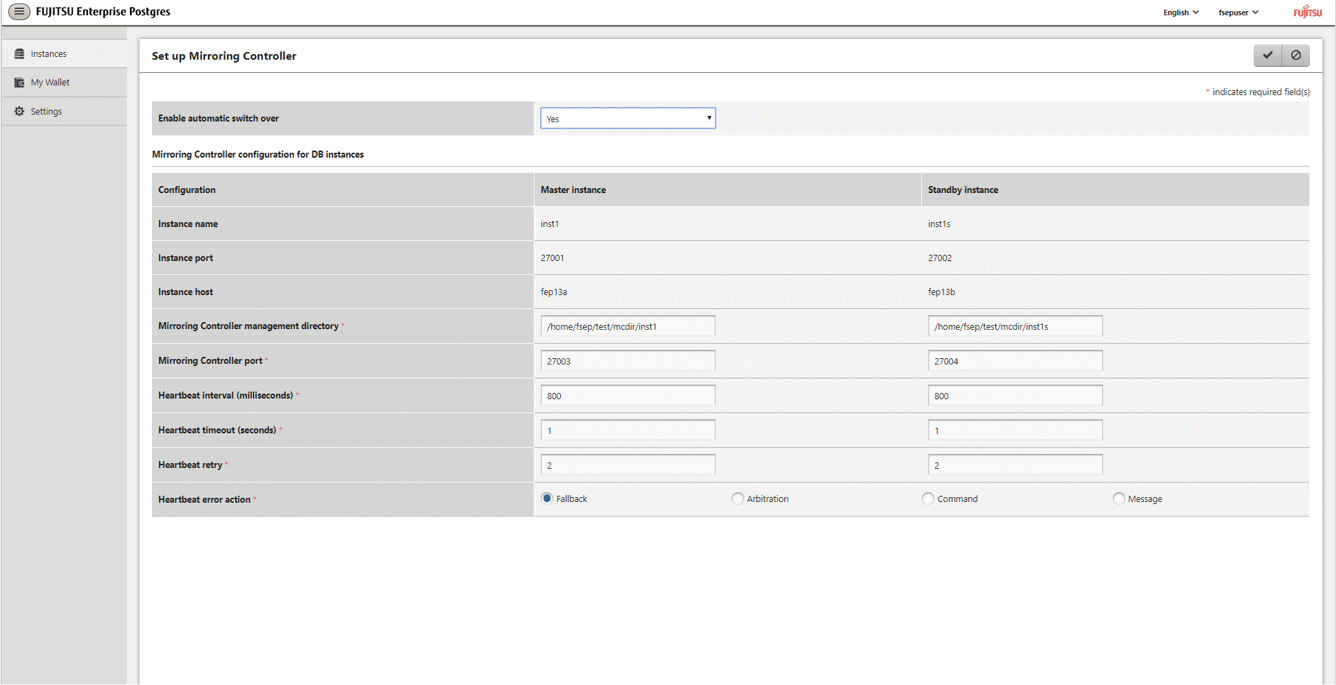 FUJITSU Enterprise Postgres English fsepuser FUJITSU
Instances
My Wallet
Settings
Set up Mirroring Controller
* indicates required field(s)
Enable automatic switch over Yes
Mirroring Controller configuration for DB instances
Configuration Master instance Standby instance
Instance name inst1 inst1s
Instance port 27001 27002
Instance host fep13a fep13b
Mirroring Controller management directory * /home/fsep/test/mcdir/inst1 /home/fsep/test/mcdir/inst1s
Mirroring Controller port * 27003 27004
Heartbeat interval (milliseconds) * 800 800
Heartbeat timeout (seconds) * 1 1
Heartbeat retry * 2 2
Heartbeat error action * Fallback Arbitration Command Message